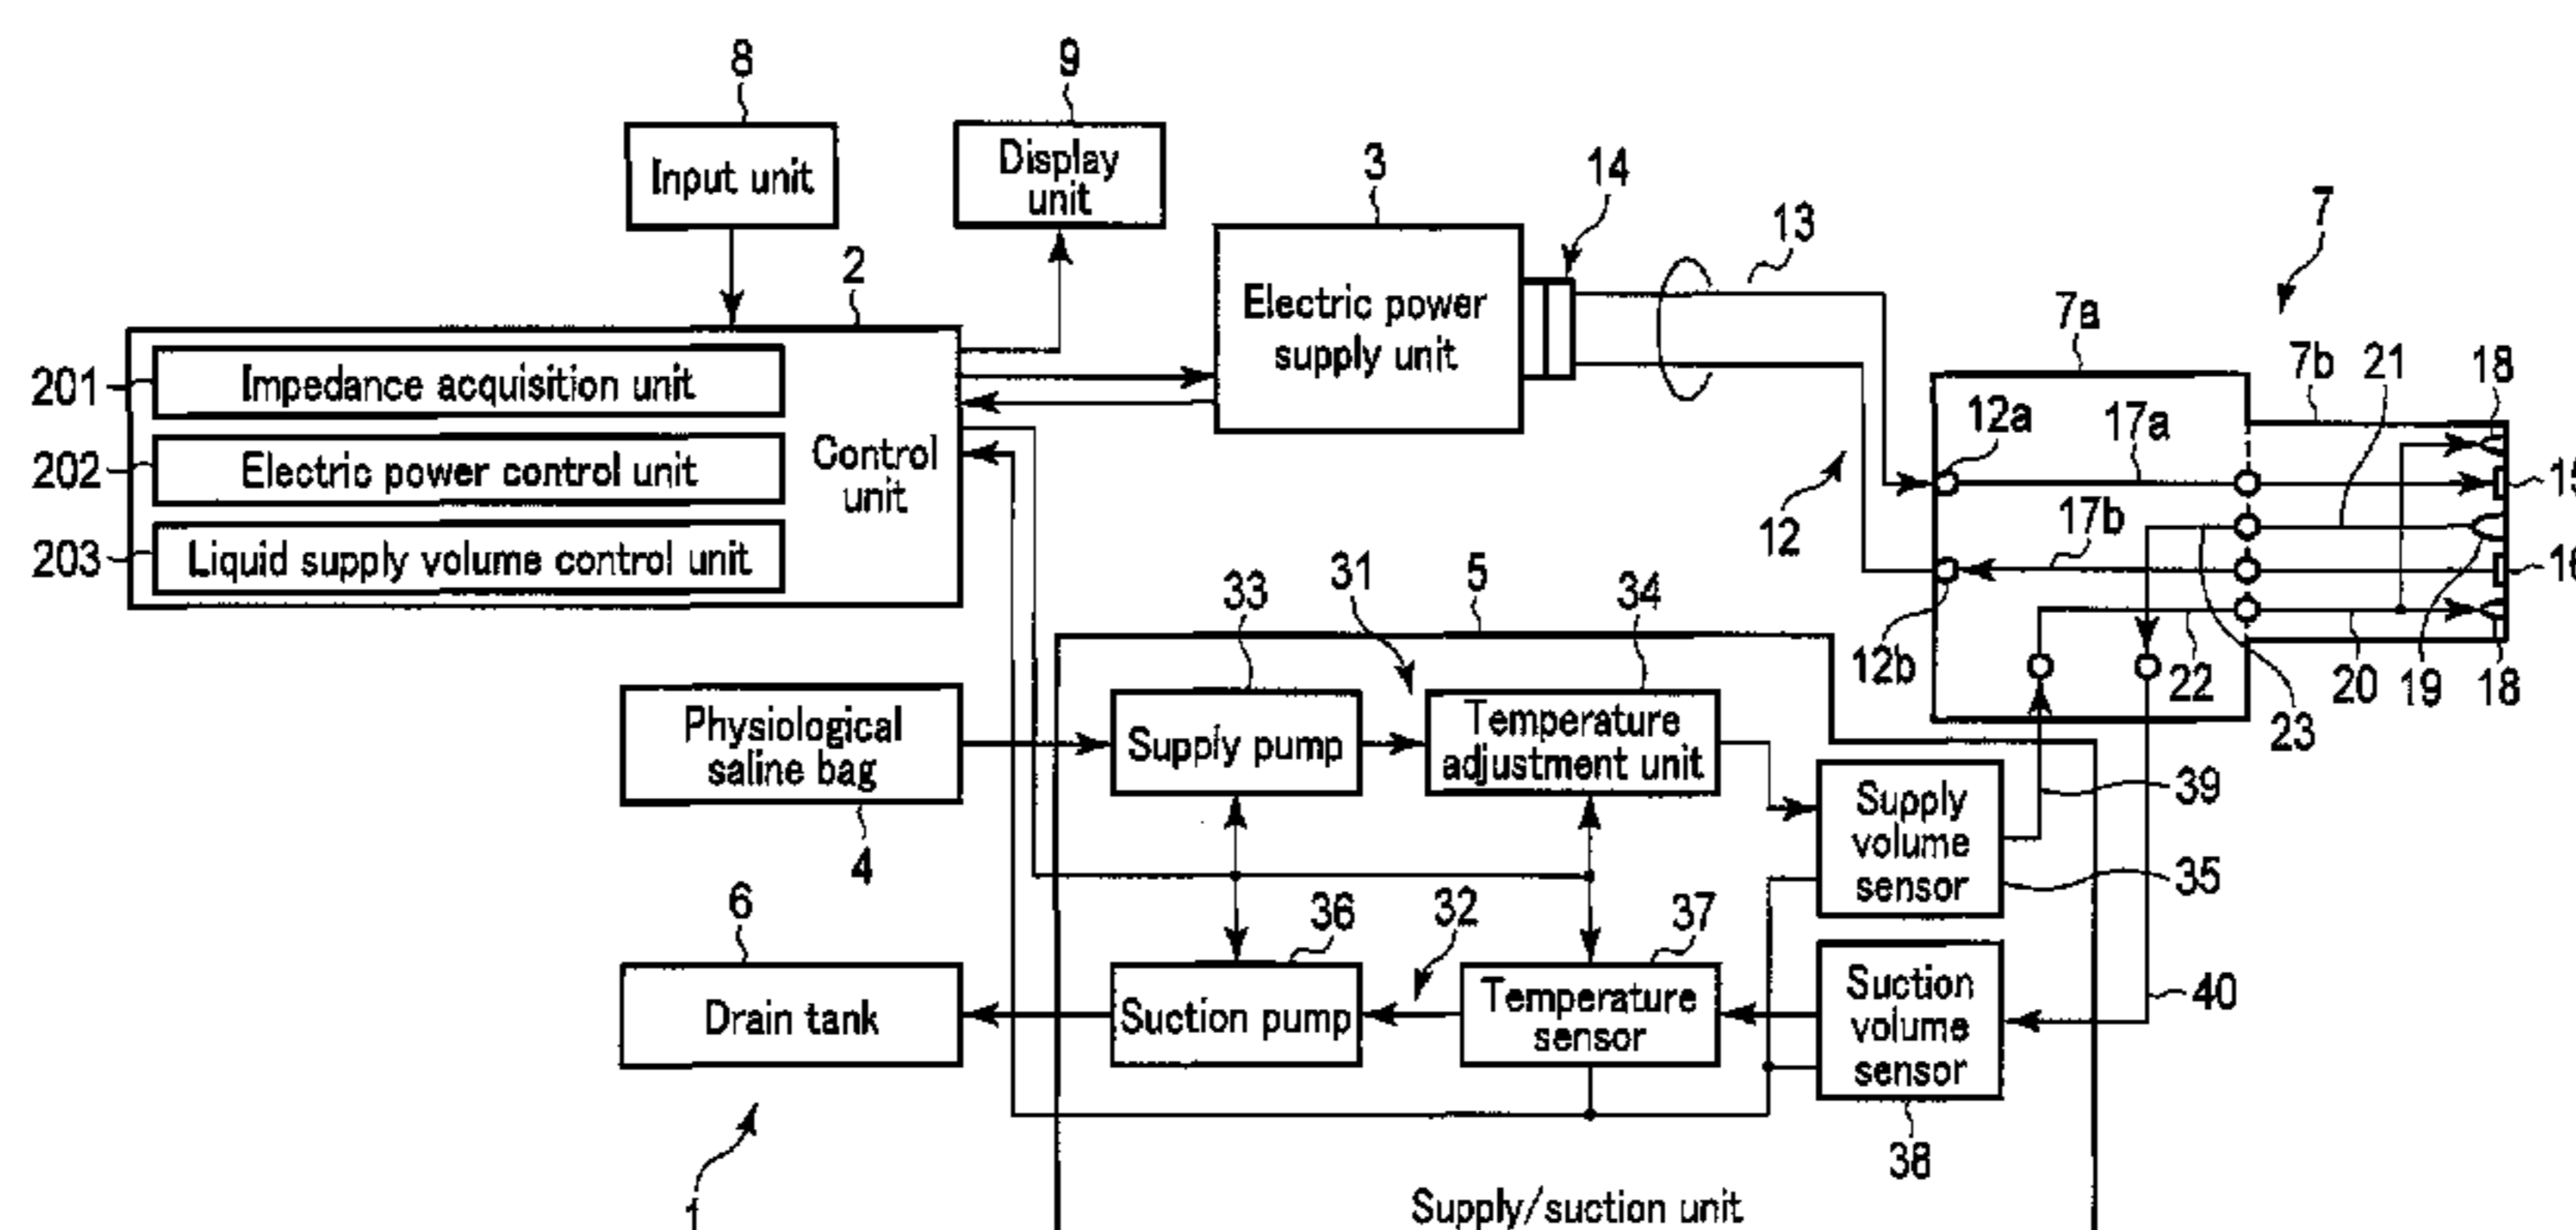 8
9
Input unit
Display
unit
3
14
13
7
2
Electric power
supply unit
7a
7b
21
18
201
Impedance acquisition unit
12a
17a
202
Electric power control unit
Control
unit
12
17b
203
Liquid supply volume control unit
12b
22
20
19
18
23
33
31
34
5
Physiological
saline bag
Supply pump
Temperature
adjustment unit
4
Supply
volume
sensor
39
35
6
36
32
37
Drain tank
Suction pump
Temperature
sensor
Suction
volume
sensor
40
38
1
Supply/suction unit